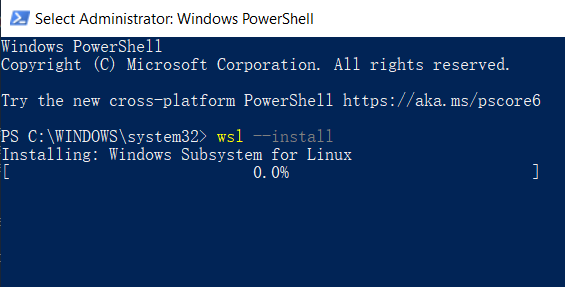 Select Administrator: Windows PowerShell
Windows PowerShell
Copyright (C) Microsoft Corporation. All rights reserved.
Try the new cross-platform PowerShell https://aka.ms/pscore6
PS C:\WINDOWS\system32> wsl --install
Installing: Windows Subsystem for Linux
[ 0.0% ]